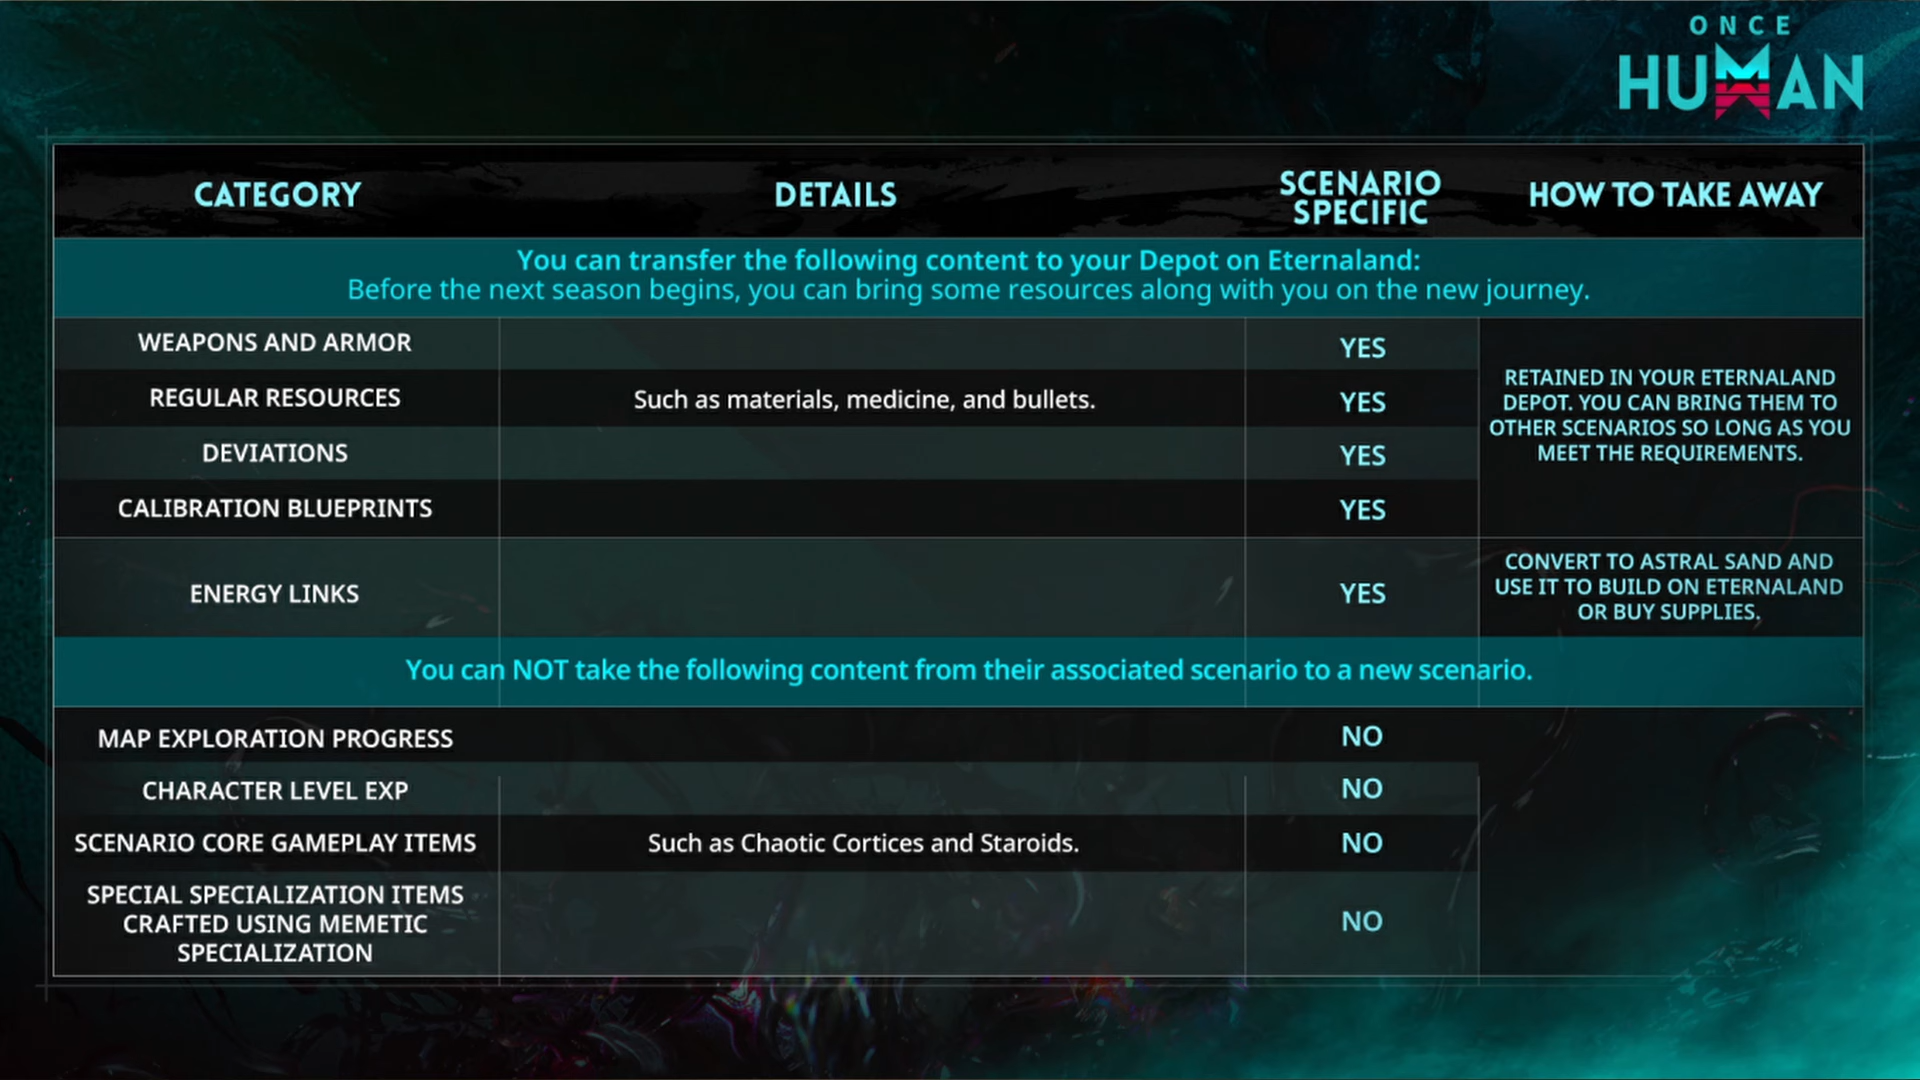 ONCE
HUMAN
CATEGORY
DETAILS
SCENARIO
SPECIFIC
HOW TO TAKE AWAY
You can transfer the following content to your Depot on Eternaland:
Before the next season begins, you can bring some resources along with you on the new journey.
WEAPONS AND ARMOR
YES
REGULAR RESOURCES
Such as materials, medicine, and bullets.
YES
DEVIATIONS
YES
CALIBRATION BLUEPRINTS
YES
RETAINED IN YOUR ETERNALAND
DEPOT. YOU CAN BRING THEM TO
OTHER SCENARIOS SO LONG AS YOU
MEET THE REQUIREMENTS.
ENERGY LINKS
YES
CONVERT TO ASTRAL SAND AND
USE IT TO BUILD ON ETERNALAND
OR BUY SUPPLIES.
You can NOT take the following content from their associated scenario to a new scenario.
MAP EXPLORATION PROGRESS
NO
CHARACTER LEVEL EXP
NO
SCENARIO CORE GAMEPLAY ITEMS
Such as Chaotic Cortices and Staroids.
NO
SPECIAL SPECIALIZATION ITEMS
CRAFTED USING MEMETIC
SPECIALIZATION
NO